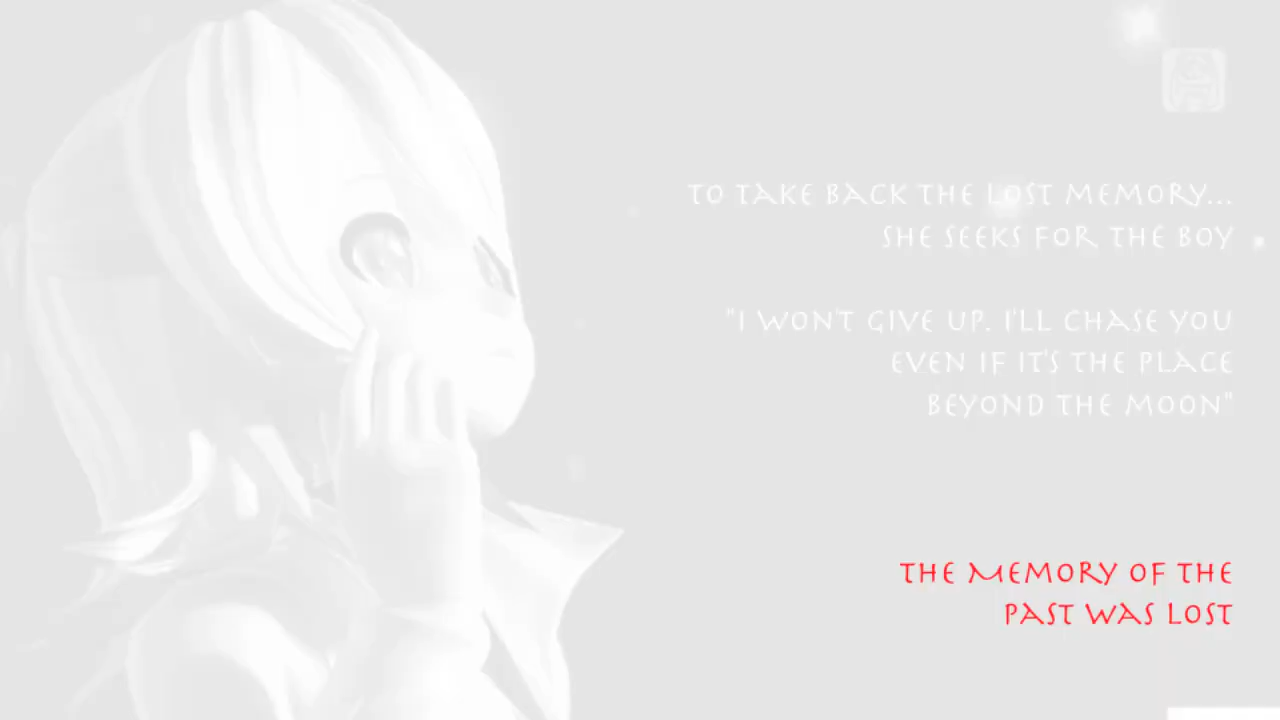 TO TAKE BACK THE LOST MEMORY...
SHE SEEKS FOR THE BOY
"I WON'T GIVE UP. I'LL CHASE YOU
EVEN IF IT'S THE PLACE
BEYOND THE MOON"
THE MEMORY OF THE
PAST WAS LOST